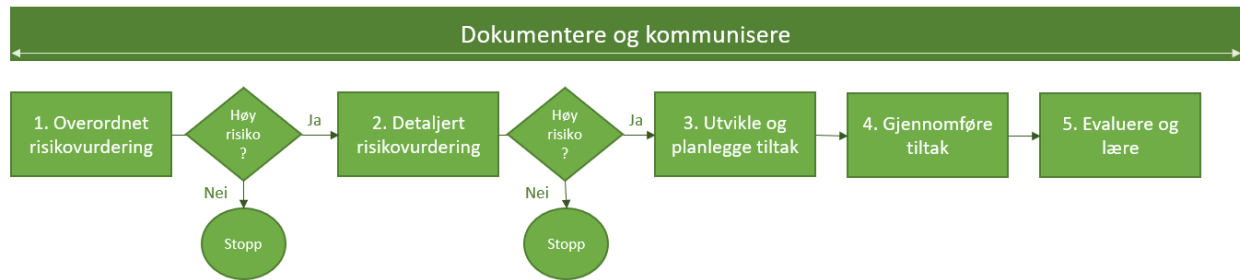 Dokumentere og kommunisere
1. Overordnet
risikovurdering
Høy
risiko
?
Ja
Nei
Stopp
2. Detaljert
risikovurdering
Høy
risiko
?
Ja
Nei
Stopp
3. Utvikle og
planlegge tiltak
4. Gjennomføre
tiltak
5. Evaluere og
lære